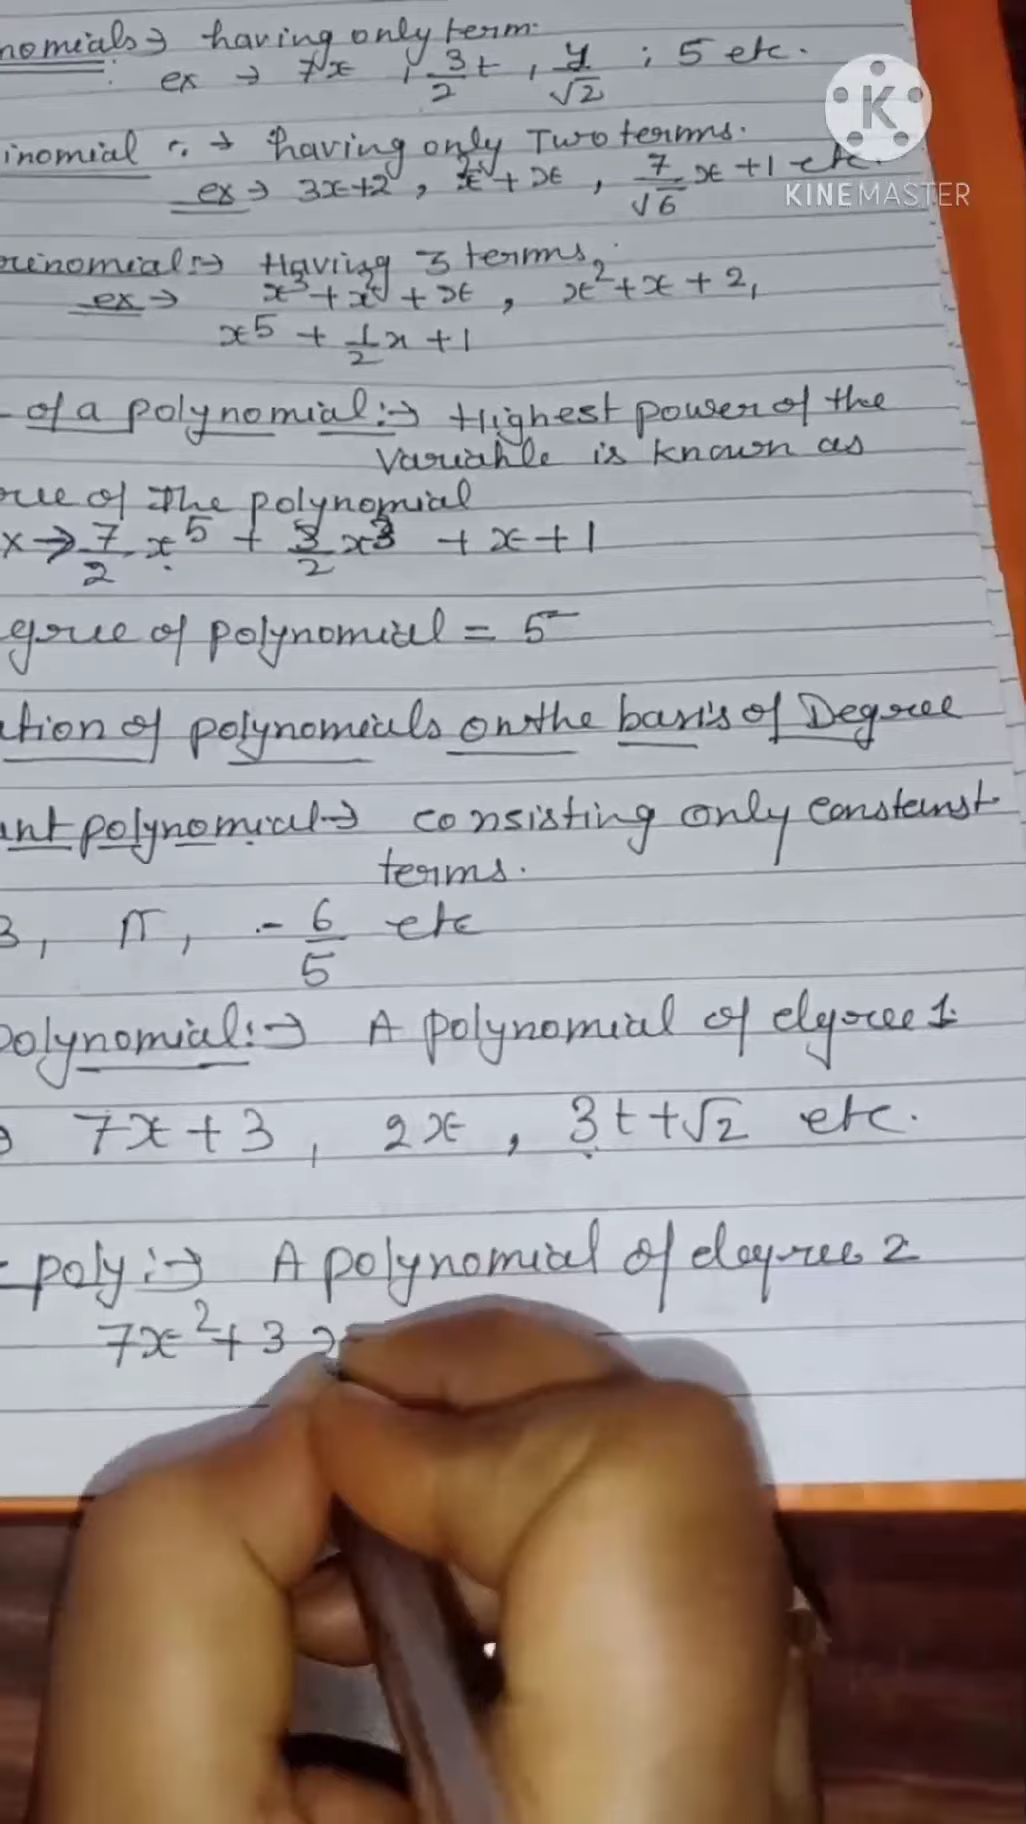 nomials → having only term.
ex → 7x , 3/2 t , y/√2 ; 5 etc.
K
inomial :→ having only Two terms.
ex → 3x+2 , x²+x , 7/√6 x +1 etc.
KINEMASTER
rinomial :→ Having 3 terms.
ex → x³+x²+x , x²+x+2,
x⁵ + 1/2 x + 1
of a polynomial :→ Highest power of the
variable is known as
ree of The polynomial
x → 7/2 x⁵ + 3/2 x³ + x + 1
gree of polynomial = 5
ation of polynomials on the basis of Degree
ant polynomial → consisting only constant
terms.
3, π, -6/5 etc
polynomial :→ A polynomial of degree 1.
7x+3 , 2x , 3t+√2 etc.
poly :→ A polynomial of degree 2
7x²+3